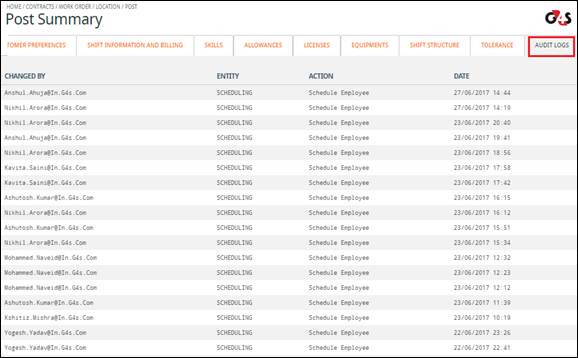 HOME / CONTRACTS / WORK ORDER / LOCATION / POST
Post Summary
G4S
TOMER PREFERENCES SHIFT INFORMATION AND BILLING SKILLS ALLOWANCES LICENSES EQUIPMENTS SHIFT STRUCTURE TOLERANCE AUDIT LOGS
CHANGED BY ENTITY ACTION DATE
Anshul.Ahuja@In.G4s.Com SCHEDULING Schedule Employee 27/06/2017 14:44
Nikhil.Arora@In.G4s.Com SCHEDULING Schedule Employee 27/06/2017 14:19
Nikhil.Arora@In.G4s.Com SCHEDULING Schedule Employee 23/06/2017 20:40
Anshul.Ahuja@In.G4s.Com SCHEDULING Schedule Employee 23/06/2017 19:41
Nikhil.Arora@In.G4s.Com SCHEDULING Schedule Employee 23/06/2017 18:56
Kavita.Saini@In.G4s.Com SCHEDULING Schedule Employee 23/06/2017 17:58
Kavita.Saini@In.G4s.Com SCHEDULING Schedule Employee 23/06/2017 17:42
Ashutosh.Kumar@In.G4s.Com SCHEDULING Schedule Employee 23/06/2017 16:15
Nikhil.Arora@In.G4s.Com SCHEDULING Schedule Employee 23/06/2017 16:12
Ashutosh.Kumar@In.G4s.Com SCHEDULING Schedule Employee 23/06/2017 15:51
Nikhil.Arora@In.G4s.Com SCHEDULING Schedule Employee 23/06/2017 15:34
Mohammed.Naveid@In.G4s.Com SCHEDULING Schedule Employee 23/06/2017 12:32
Mohammed.Naveid@In.G4s.Com SCHEDULING Schedule Employee 23/06/2017 12:23
Mohammed.Naveid@In.G4s.Com SCHEDULING Schedule Employee 23/06/2017 12:12
Ashutosh.Kumar@In.G4s.Com SCHEDULING Schedule Employee 23/06/2017 11:39
Kshitiz.Mishra@In.G4s.Com SCHEDULING Schedule Employee 23/06/2017 10:19
Yogesh.Yadav@In.G4s.Com SCHEDULING Schedule Employee 22/06/2017 23:26
Yogesh.Yadav@In.G4s.Com SCHEDULING Schedule Employee 22/06/2017 22:41